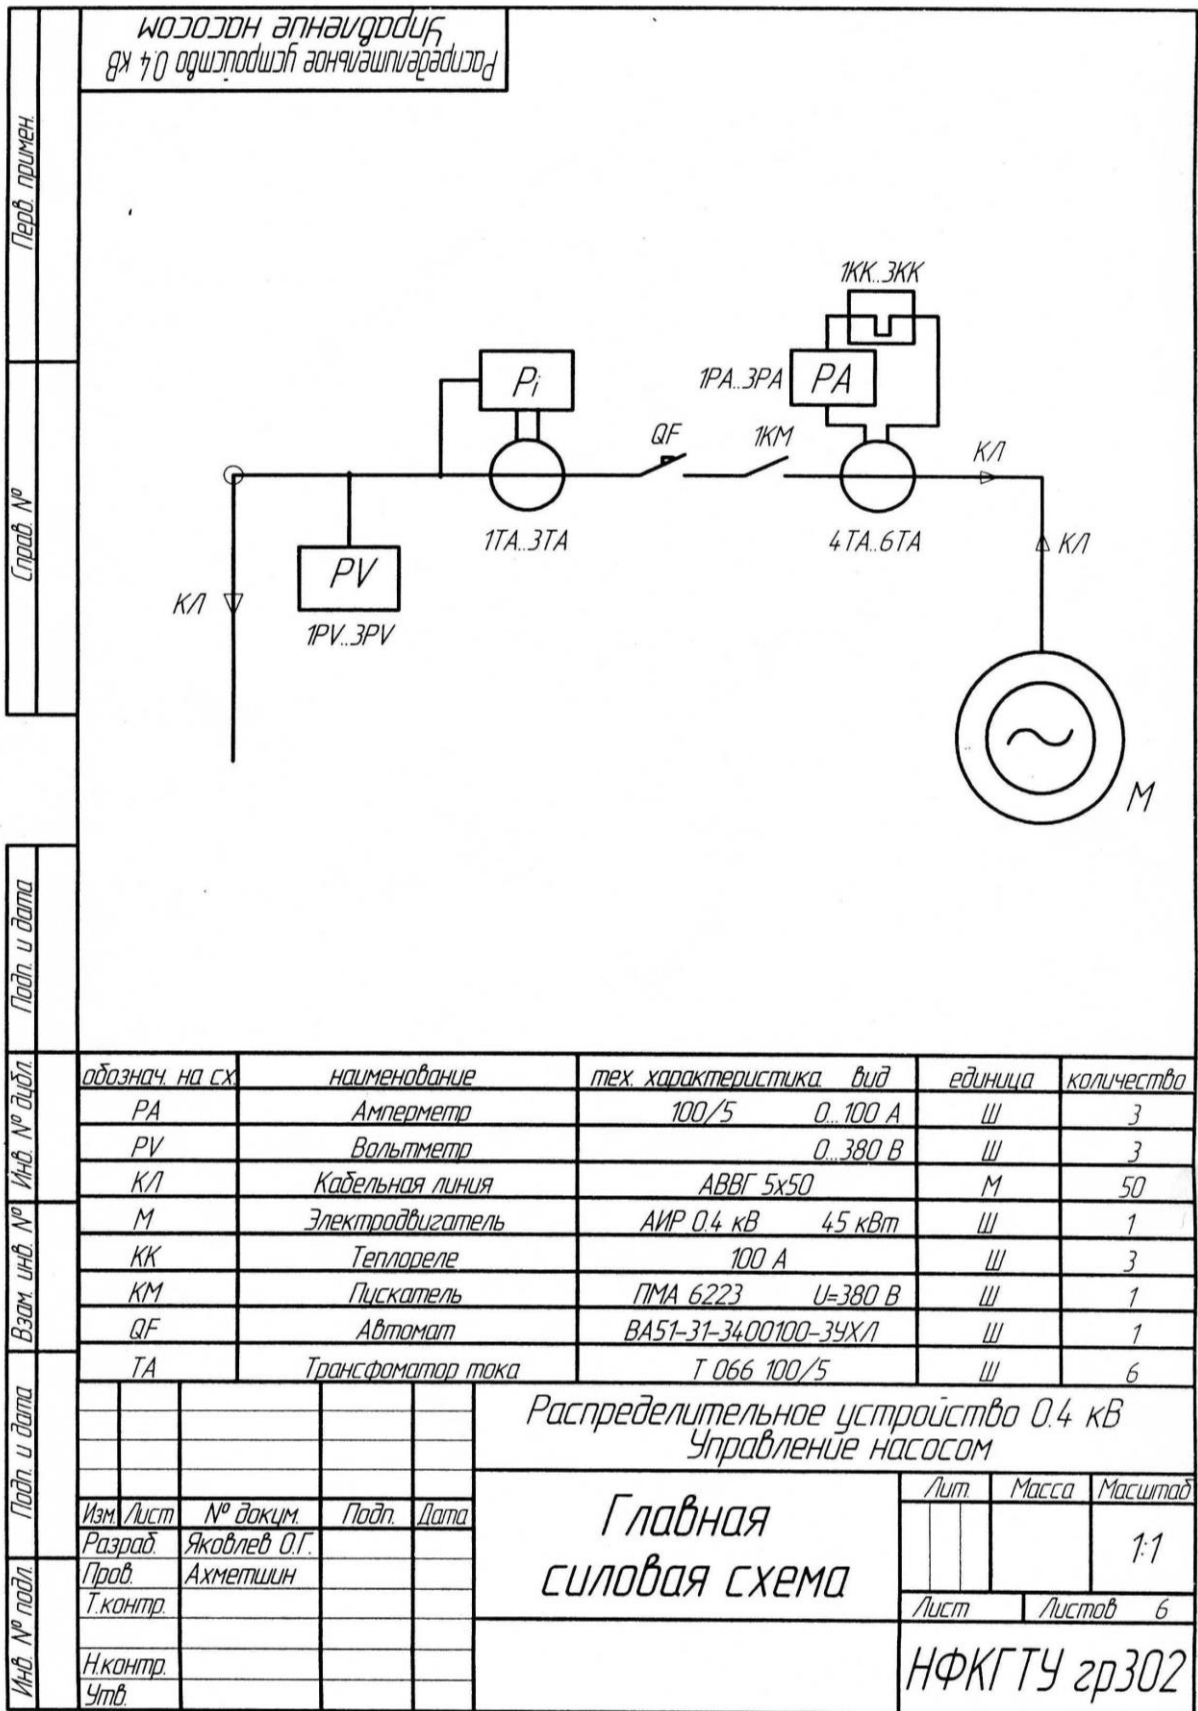 Распределительное устройство 0.4 кВ
Управление насосом
Перв. примен.
Справ. №
Подп. и дата
Инв. № дубл.
Взам. инв. №
Подп. и дата
Инв. № подл.
1КК..3КК
Pi
1РА..3РА
РА
QF
1КМ
КЛ
1ТА..3ТА
4ТА..6ТА
КЛ
PV
КЛ
1PV..3PV
М
обознач. на сх. наименование тех. характеристика. вид единица количество
РА Амперметр 100/5 0...100 А Ш 3
PV Вольтметр 0...380 В Ш 3
КЛ Кабельная линия АВВГ 5х50 М 50
М Электродвигатель АИР 0.4 кВ 45 кВт Ш 1
КК Теплореле 100 А Ш 3
КМ Пускатель ПМА 6223 U=380 В Ш 1
QF Автомат ВА51-31-3400100-3УХЛ Ш 1
ТА Трансфоматор тока Т 066 100/5 Ш 6
Распределительное устройство 0.4 кВ
Управление насосом
Изм. Лист № докум. Подп. Дата
Разраб. Яковлев О.Г.
Пров. Ахметшин
Т.контр.
Н.контр.
Утв.
Главная
силовая схема
Лит. Масса Масштаб
1:1
Лист Листов 6
НФКГТУ гр302